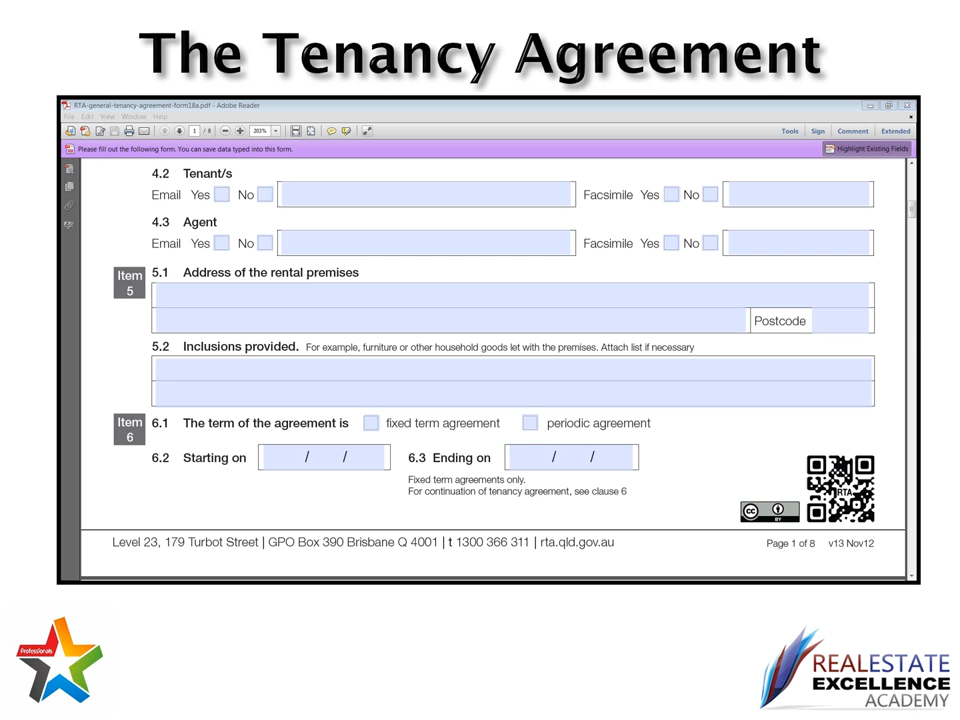 The Tenancy Agreement
RTA-general-tenancy-agreement-form18a.pdf - Adobe Reader
File Edit View Window Help
1 / 8 203% Tools Sign Comment Extended
Please fill out the following form. You can save data typed into this form. Highlight Existing Fields
4.2 Tenant/s
Email Yes No Facsimile Yes No
4.3 Agent
Email Yes No Facsimile Yes No
Item 5
5.1 Address of the rental premises
Postcode
5.2 Inclusions provided. For example, furniture or other household goods let with the premises. Attach list if necessary
Item 6
6.1 The term of the agreement is fixed term agreement periodic agreement
6.2 Starting on / / 6.3 Ending on / /
Fixed term agreements only.
For continuation of tenancy agreement, see clause 6
RTA
cc BY
Level 23, 179 Turbot Street | GPO Box 390 Brisbane Q 4001 | t 1300 366 311 | rta.qld.gov.au Page 1 of 8 v13 Nov12
Professionals
REALESTATE
EXCELLENCE
ACADEMY